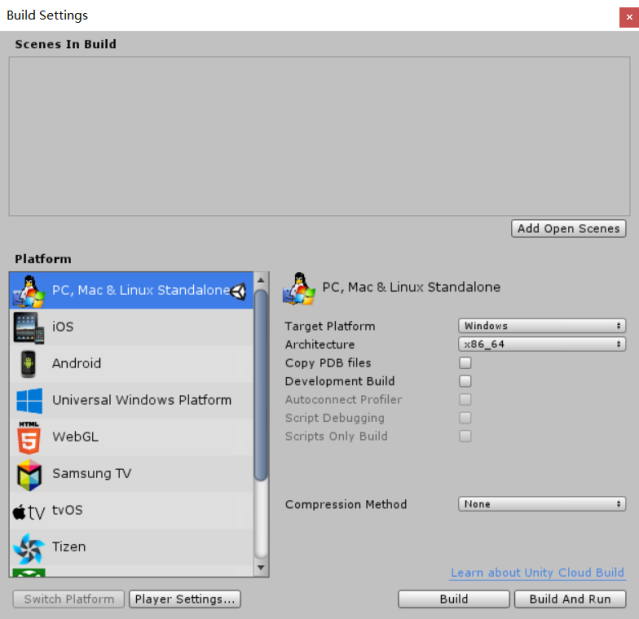 Build Settings
Scenes In Build
Add Open Scenes
Platform
PC, Mac & Linux Standalone
iOS
Android
Universal Windows Platform
HTML
5
WebGL
Samsung TV
tv
tvOS
Tizen
PC, Mac & Linux Standalone
Target Platform Windows
Architecture x86_64
Copy PDB files
Development Build
Autoconnect Profiler
Script Debugging
Scripts Only Build
Compression Method None
Learn about Unity Cloud Build
Switch Platform Player Settings... Build Build And Run